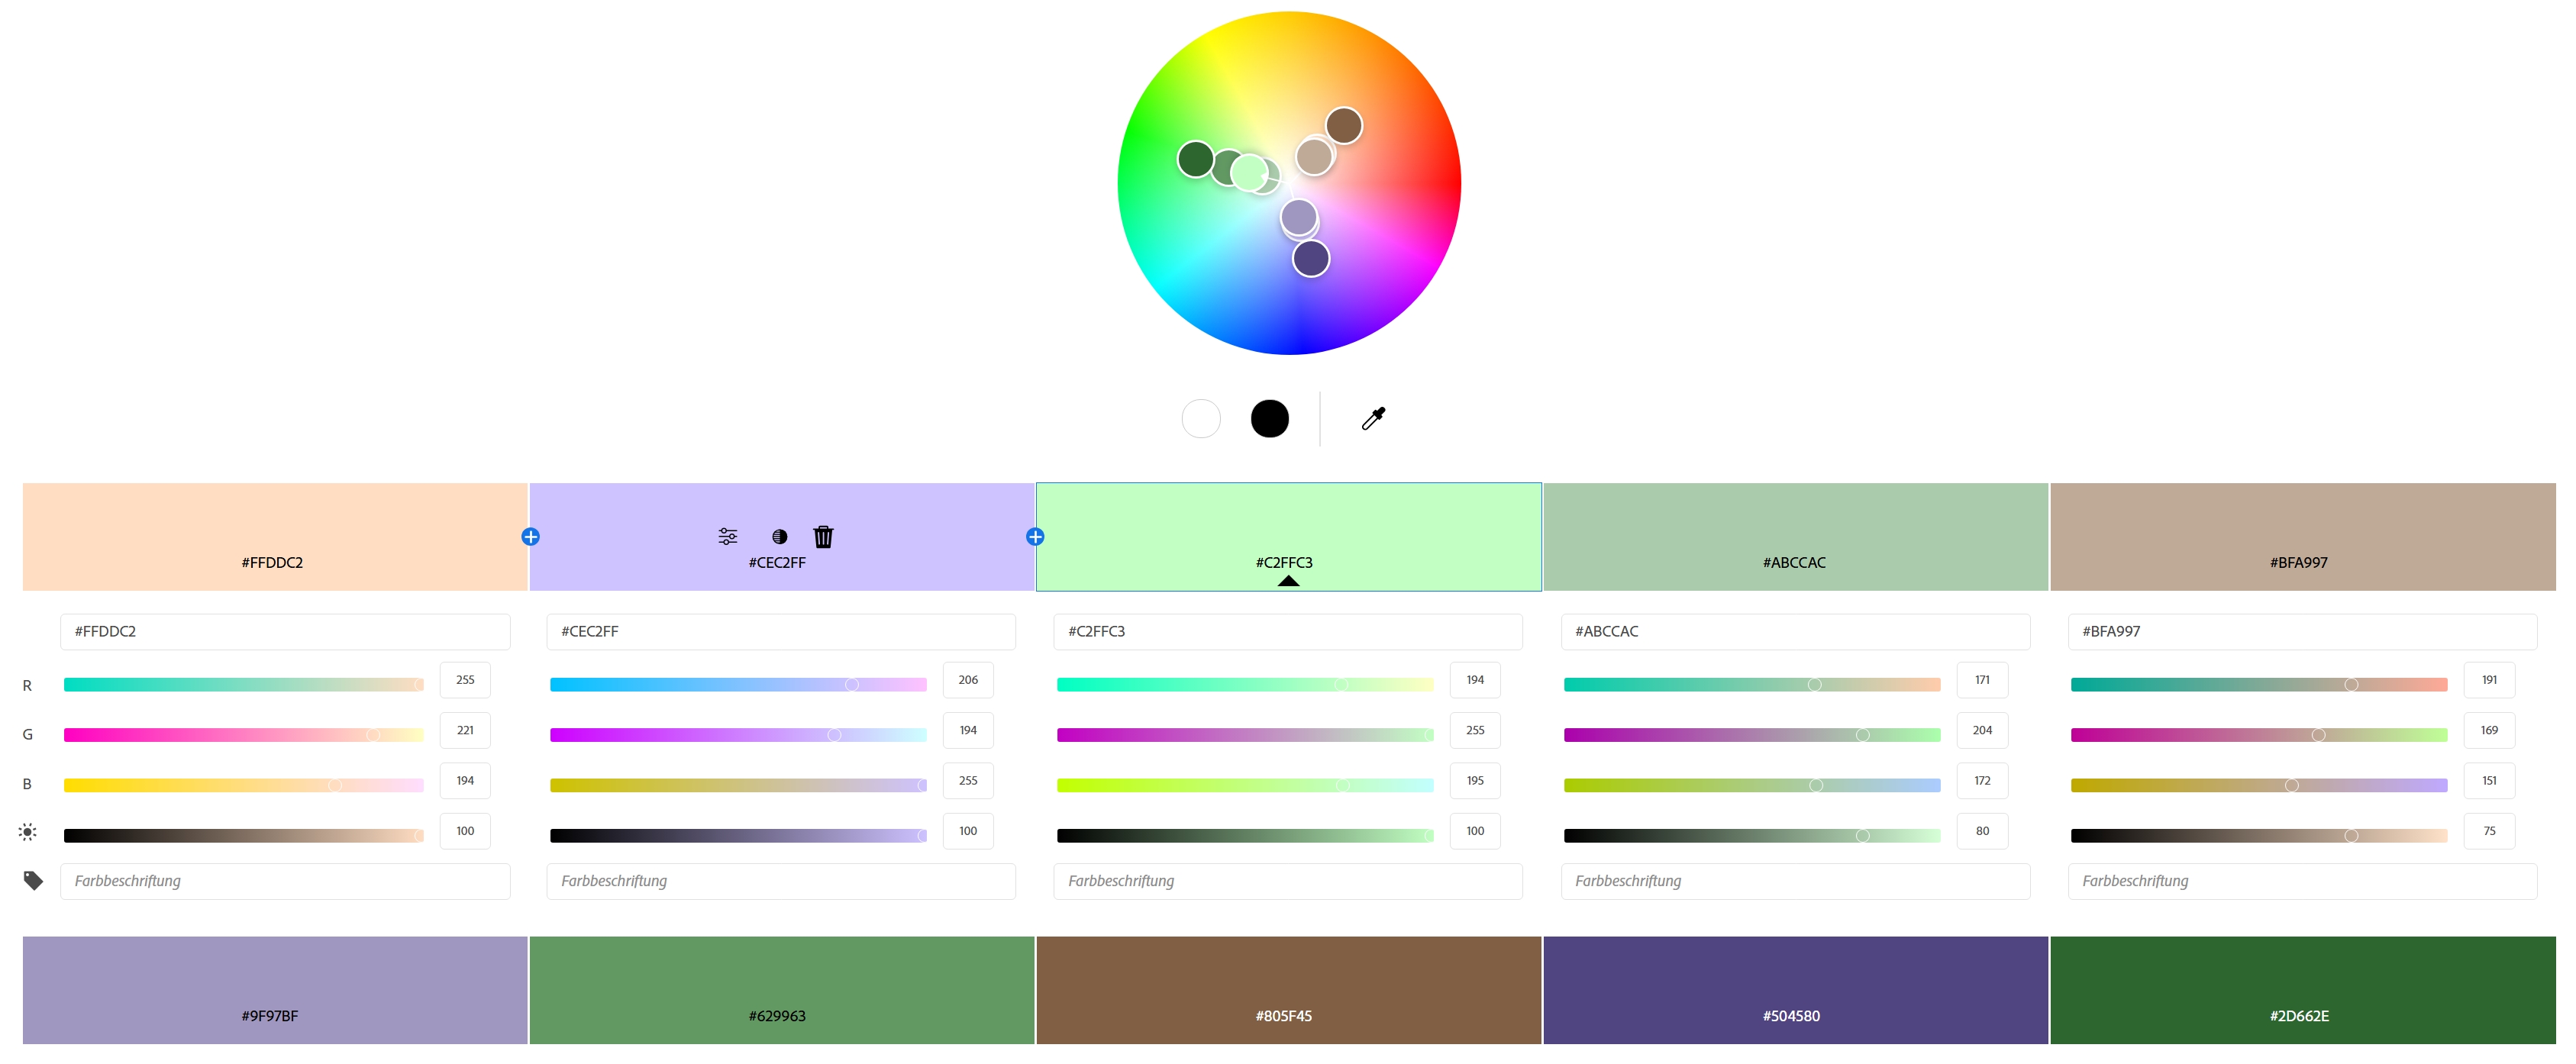 #FFDDC2 #CEC2FF #C2FFC3 #ABCCAC #BFA997
#FFDDC2 #CEC2FF #C2FFC3 #ABCCAC #BFA997
R 255 206 194 171 191
G 221 194 255 204 169
B 194 255 195 172 151
100 100 100 80 75
Farbbeschriftung Farbbeschriftung Farbbeschriftung Farbbeschriftung Farbbeschriftung
#9F97BF #629963 #805F45 #504580 #2D662E